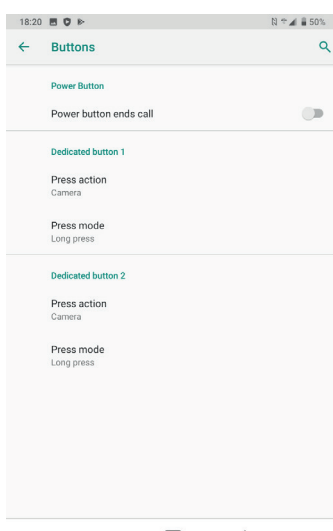 18:20 50%
Buttons
Power Button
Power button ends call
Dedicated button 1
Press action
Camera
Press mode
Long press
Dedicated button 2
Press action
Camera
Press mode
Long press